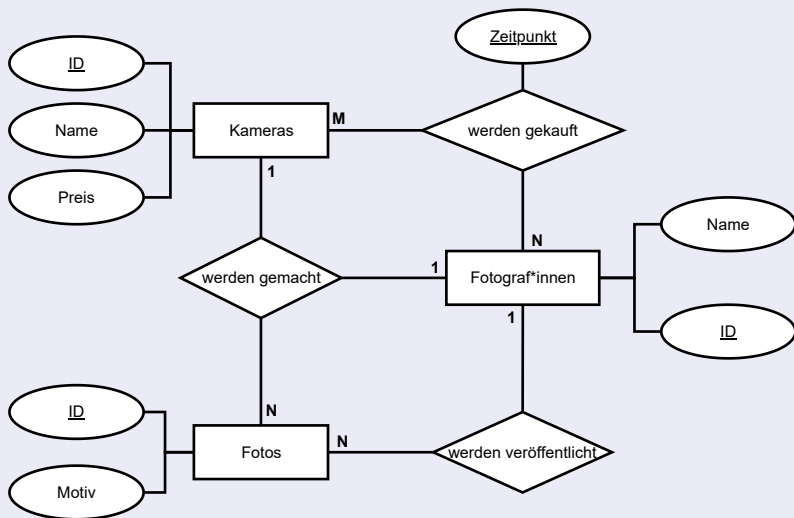 Zeitpunkt
ID
Name
Kameras
M
werden gekauft
1
Preis
N
Name
werden gemacht
1
Fotograf*innen
1
ID
ID
N
Fotos
N
werden veröffentlicht
Motiv